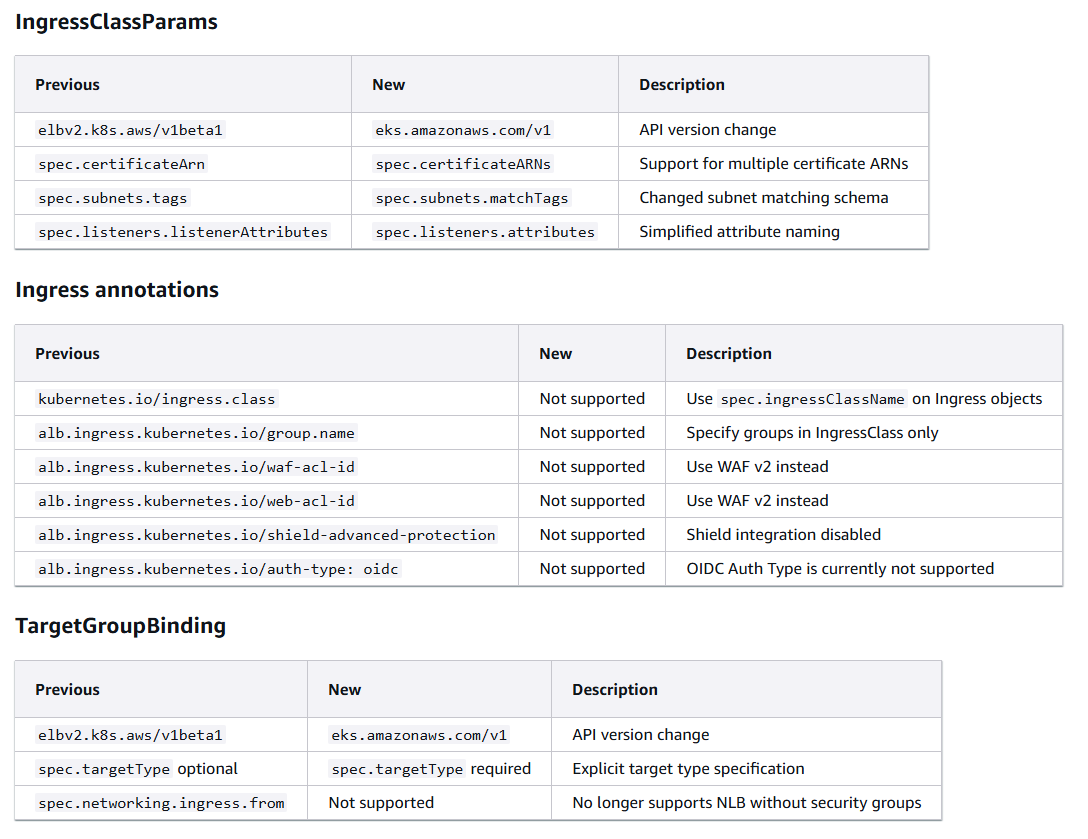 IngressClassParams
Previous New Description
elbv2.k8s.aws/v1beta1 eks.amazonaws.com/v1 API version change
spec.certificateArn spec.certificateARNs Support for multiple certificate ARNs
spec.subnets.tags spec.subnets.matchTags Changed subnet matching schema
spec.listeners.listenerAttributes spec.listeners.attributes Simplified attribute naming
Ingress annotations
Previous New Description
kubernetes.io/ingress.class Not supported Use spec.ingressClassName on Ingress objects
alb.ingress.kubernetes.io/group.name Not supported Specify groups in IngressClass only
alb.ingress.kubernetes.io/waf-acl-id Not supported Use WAF v2 instead
alb.ingress.kubernetes.io/web-acl-id Not supported Use WAF v2 instead
alb.ingress.kubernetes.io/shield-advanced-protection Not supported Shield integration disabled
alb.ingress.kubernetes.io/auth-type: oidc Not supported OIDC Auth Type is currently not supported
TargetGroupBinding
Previous New Description
elbv2.k8s.aws/v1beta1 eks.amazonaws.com/v1 API version change
spec.targetType optional spec.targetType required Explicit target type specification
spec.networking.ingress.from Not supported No longer supports NLB without security groups